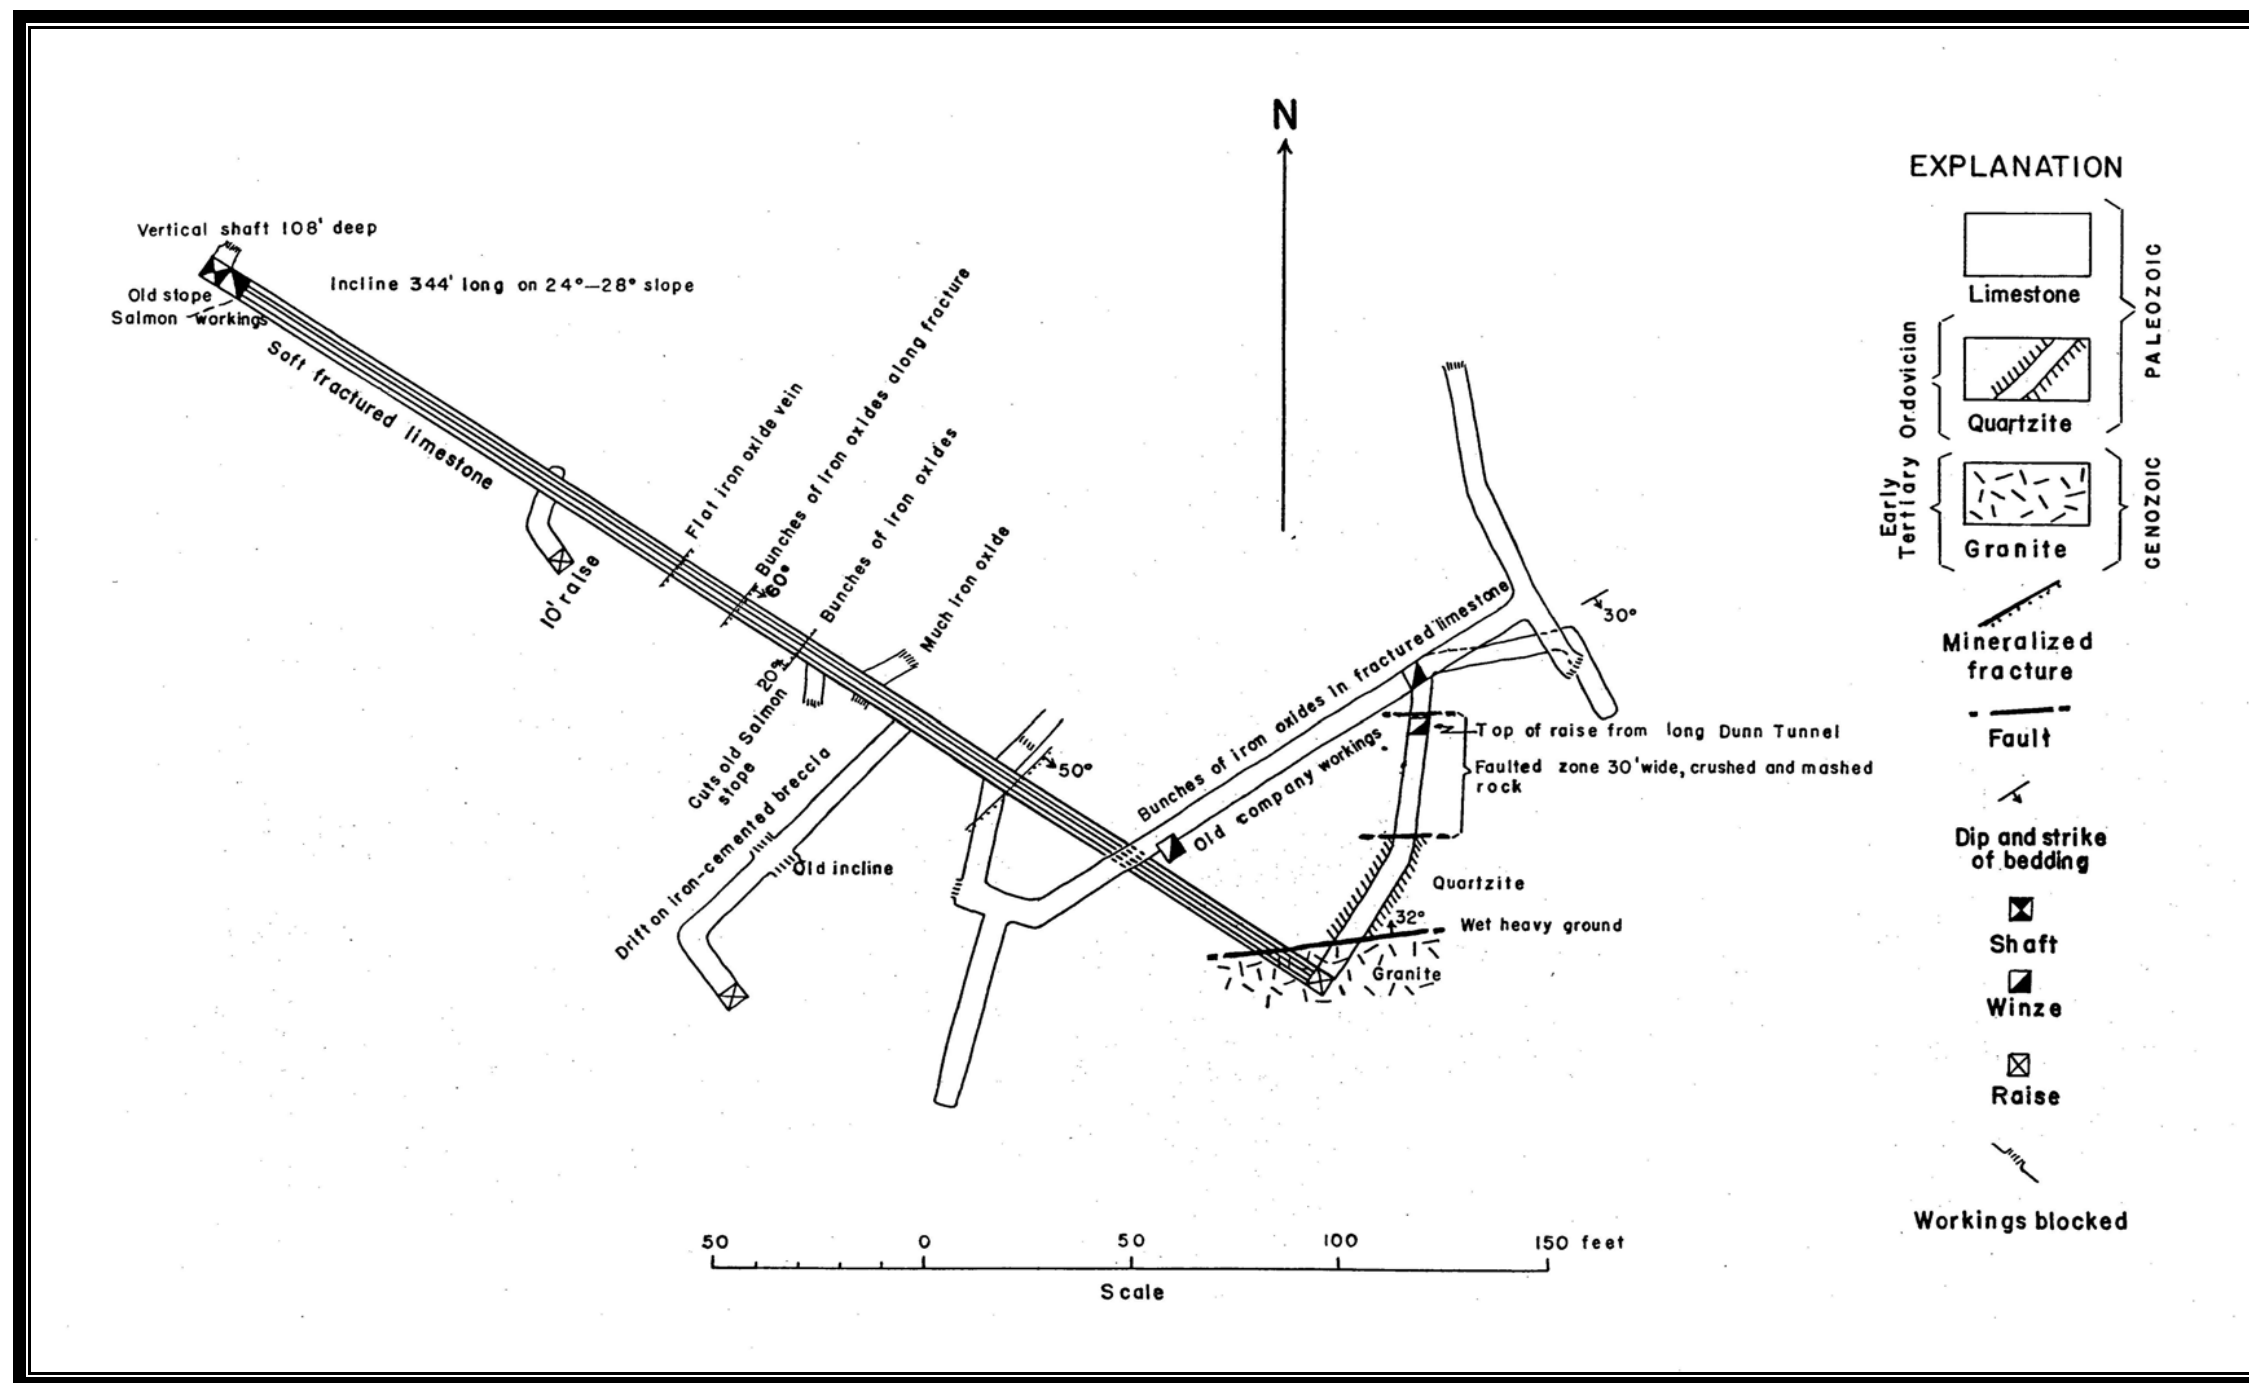 N
Vertical shaft 108' deep
Incline 344' long on 24°—28° slope
Old stope
Salmon workings
Soft fractured limestone
10' raise
Flat iron oxide vein
Bunches of iron oxides along fracture
60°
Bunches of iron oxides
20°
Much iron oxide
Cuts old Salmon
stope
Drift on iron-cemented breccia
Old incline
50°
Bunches of iron oxides in fractured limestone
Old company workings
30°
Top of raise from long Dunn Tunnel
Faulted zone 30' wide, crushed and mashed
rock
Quartzite
32°
Wet heavy ground
Granite
50 0 50 100 150 feet
Scale
EXPLANATION
Limestone
Quartzite
Ordovician
PALEOZOIC
Granite
Early
Tertiary
GENOZOIC
Mineralized
fracture
Fault
Dip and strike
of bedding
Shaft
Winze
Raise
Workings blocked